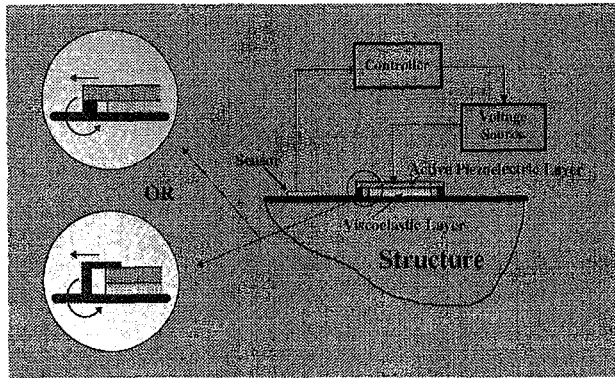 Controller
Voltage
Source
Sensor
Active Piezoelectric Layer
OR
Viscoelastic Layer
Structure